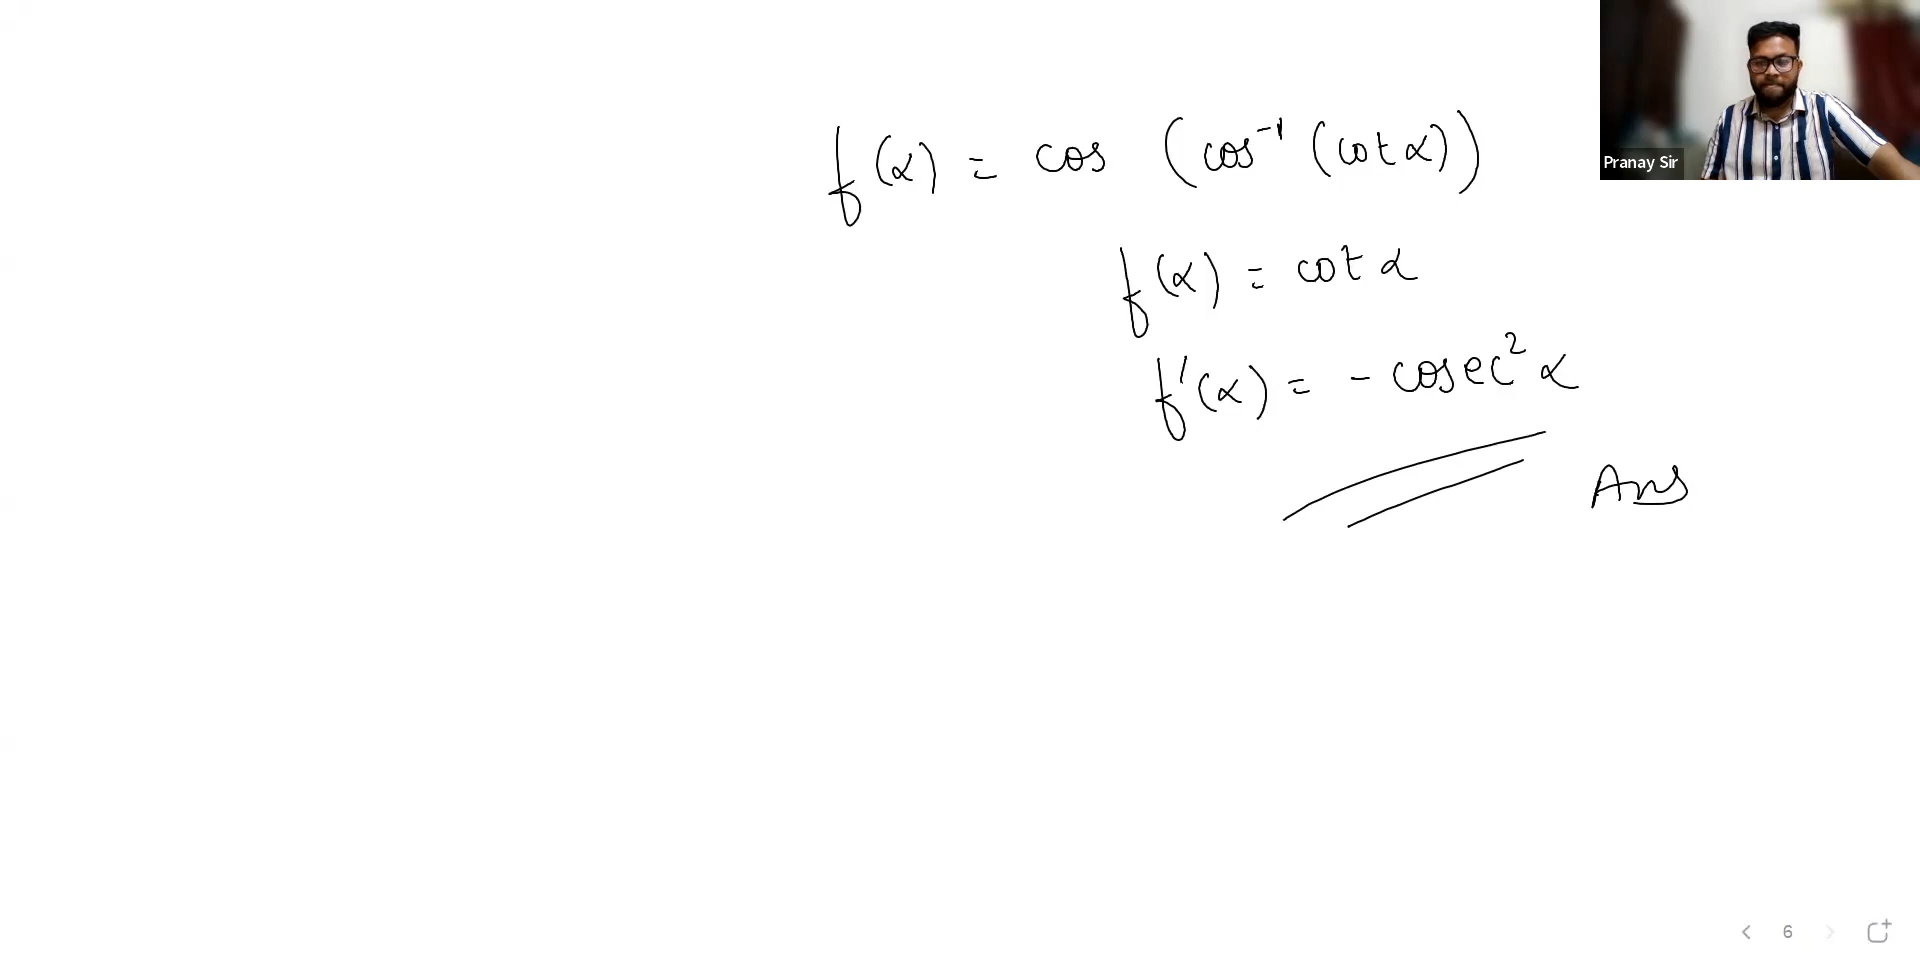 f(α) = cos (cos⁻¹ (cot α))
Pranay Sir
f(α) = cot α
f'(α) = - cosec² α
Ans
6